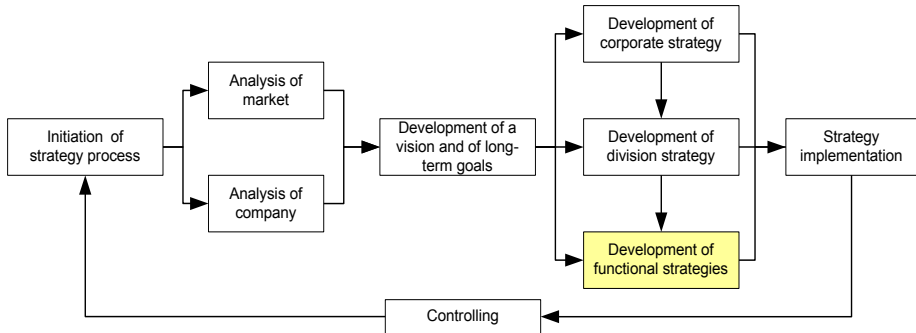 Initiation of
strategy process
Analysis of
market
Analysis of
company
Development of a
vision and of long-
term goals
Development of
corporate strategy
Development of
division strategy
Development of
functional strategies
Strategy
implementation
Controlling